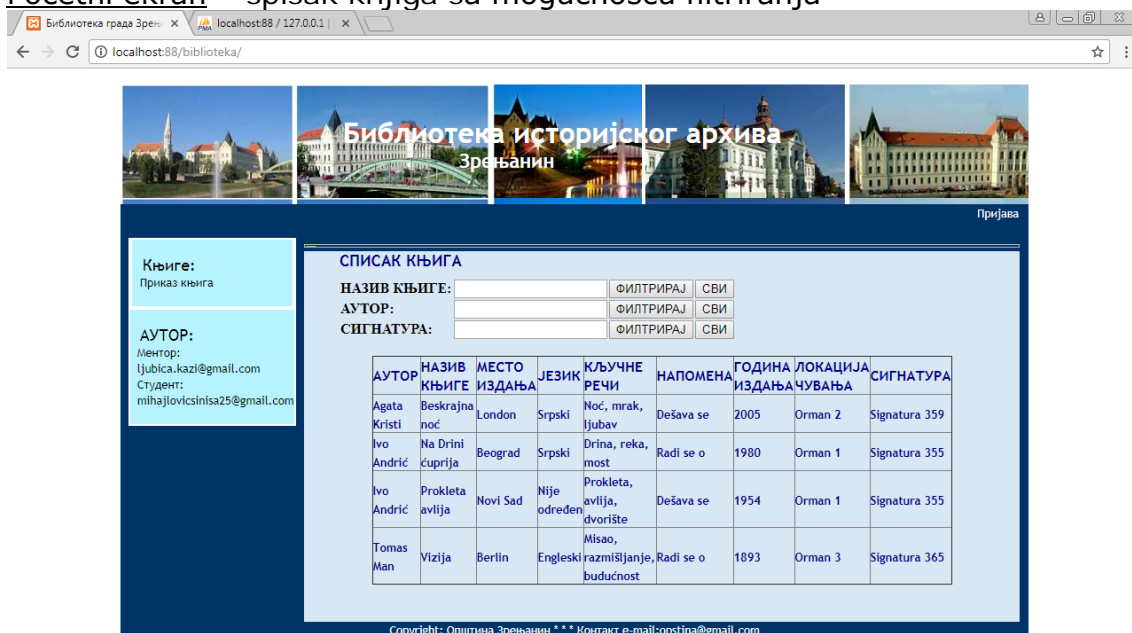 Početni ekran – spisak knjiga sa mogućnošću filtriranja
Библиотека града Зрењ
localhost:88 / 127.0.0.1 |
localhost:88/biblioteka/
Библиотека историјског архива
Зрењанин
Пријава
Књиге:
Приказ књига
АУТОР:
Ментор:
ljubica.kazi@gmail.com
Студент:
mihajlovicsinisa25@gmail.com
СПИСАК КЊИГА
НАЗИВ КЊИГЕ: ФИЛТРИРАЈ СВИ
АУТОР: ФИЛТРИРАЈ СВИ
СИГНАТУРА: ФИЛТРИРАЈ СВИ
АУТОР НАЗИВ КЊИГЕ МЕСТО ИЗДАЊА ЈЕЗИК КЉУЧНЕ РЕЧИ НАПОМЕНА ГОДИНА ИЗДАЊА ЛОКАЦИЈА ЧУВАЊА СИГНАТУРА
Agata Kristi Beskrajna noć London Srpski Noć, mrak, ljubav Dešava se 2005 Orman 2 Signatura 359
Ivo Andrić Na Drini ćuprija Beograd Srpski Drina, reka, most Radi se o 1980 Orman 1 Signatura 355
Ivo Andrić Prokleta avlija Novi Sad Nije određen Prokleta, avlija, dvorište Dešava se 1954 Orman 1 Signatura 355
Tomas Man Vizija Berlin Engleski Misao, razmišljanje, budućnost Radi se o 1893 Orman 3 Signatura 365
Copyright: Општина Зрењанин * * * Контакт e-mail:opstina@gmail.com